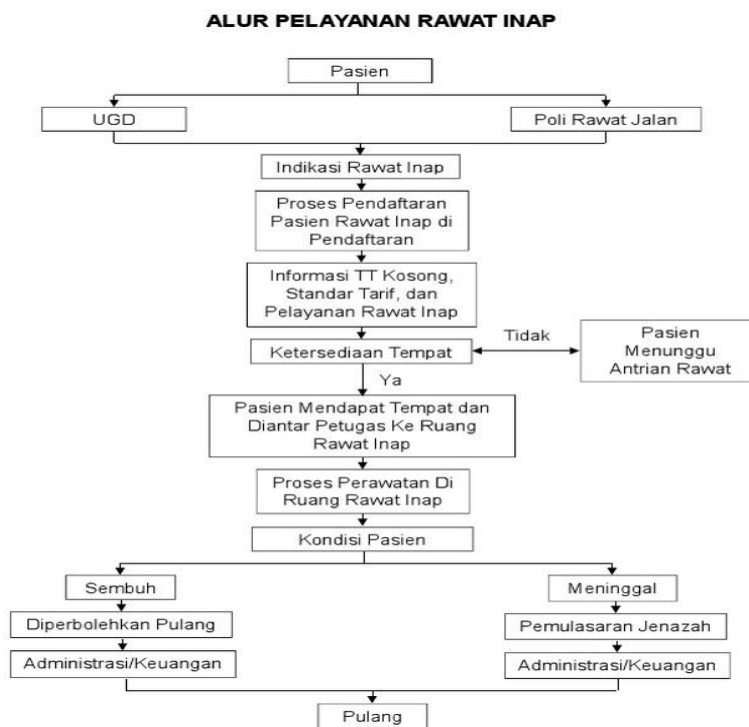 ALUR PELAYANAN RAWAT INAP
Pasien
UGD
Poli Rawat Jalan
Indikasi Rawat Inap
Proses Pendaftaran
Pasien Rawat Inap di
Pendaftaran
Informasi TT Kosong,
Standar Tarif, dan
Pelayanan Rawat Inap
Ketersediaan Tempat
Tidak
Pasien
Menunggu
Antrian Rawat
Ya
Pasien Mendapat Tempat dan
Diantar Petugas Ke Ruang
Rawat Inap
Proses Perawatan Di
Ruang Rawat Inap
Kondisi Pasien
Sembuh
Meninggal
Diperbolehkan Pulang
Pemulasaran Jenazah
Administrasi/Keuangan
Administrasi/Keuangan
Pulang